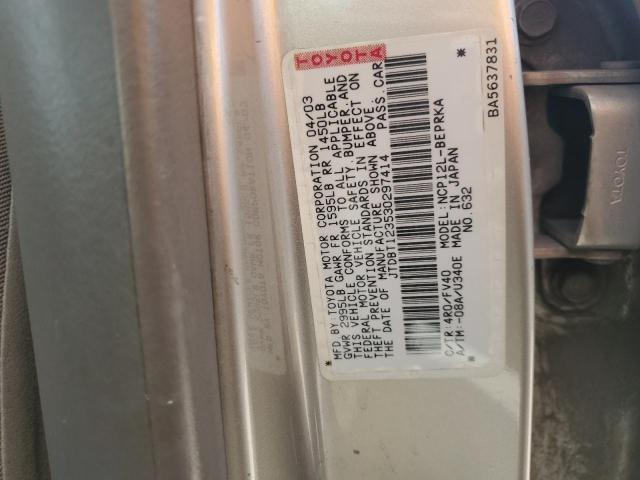 TOYOTA
MFD. BY: TOYOTA MOTOR CORPORATION 04/03
GVWR 2995LB GAWR FR 1595LB RR 1450LB
THIS VEHICLE CONFORMS TO ALL APPLICABLE
FEDERAL MOTOR VEHICLE SAFETY, BUMPER, AND
THEFT PREVENTION STANDARDS IN EFFECT ON
THE DATE OF MANUFACTURE SHOWN ABOVE.
JTDBT123530297414 PASS. CAR
*
*
C/TR: 4R0/FV40 MODEL: NCP12L-BEPRKA
A/TM: -08A/U340E MADE IN JAPAN
NO. 632
BA5637831
TOYOTA